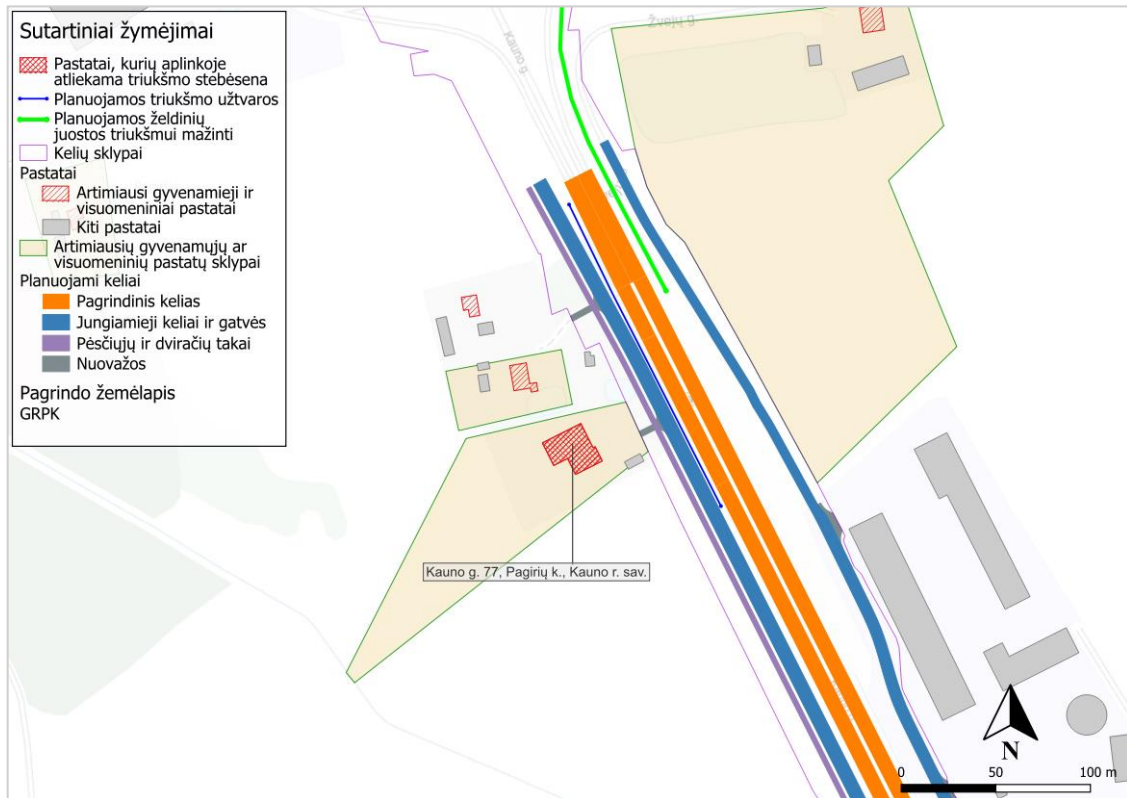 Sutartiniai žymėjimai
Pastatai, kurių aplinkoje
atliekama triukšmo stebėsena
Planuojamos triukšmo užtvaros
Planuojamos želdinių
juostos triukšmui mažinti
Kelių sklypai
Pastatai
Artimiausi gyvenamieji ir
visuomeniniai pastatai
Kiti pastatai
Artimiausių gyvenamųjų ar
visuomeninių pastatų sklypai
Planuojami keliai
Pagrindinis kelias
Jungiamieji keliai ir gatvės
Pėsčiųjų ir dviračių takai
Nuovažos
Pagrindo žemėlapis
GRPK
Kauno g.
Žvejų g.
Kauno g. 77, Pagirių k., Kauno r. sav.
N
0 50 100 m